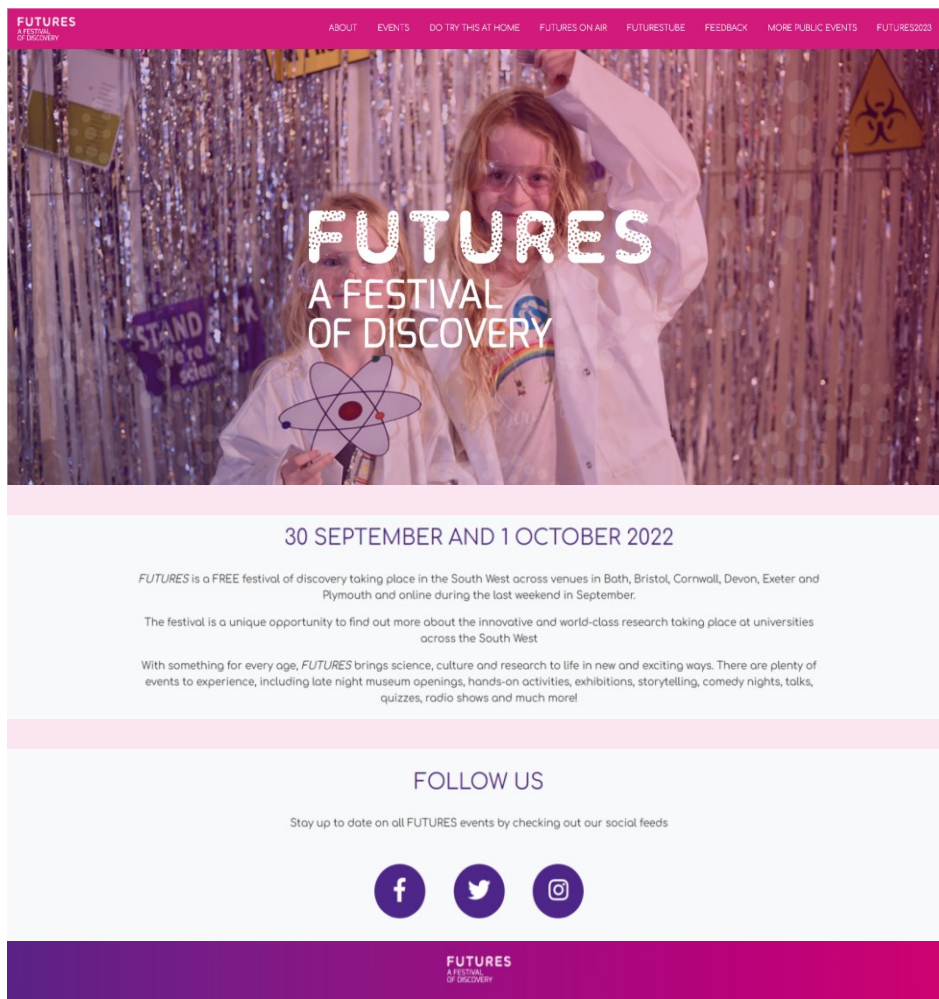 FUTURES
A FESTIVAL
OF DISCOVERY
ABOUT EVENTS DO TRY THIS AT HOME FUTURES ON AIR FUTURESTUBE FEEDBACK MORE PUBLIC EVENTS FUTURES2023
FUTURES
A FESTIVAL
OF DISCOVERY
STAND
We're
30 SEPTEMBER AND 1 OCTOBER 2022
FUTURES is a FREE festival of discovery taking place in the South West across venues in Bath, Bristol, Cornwall, Devon, Exeter and
Plymouth and online during the last weekend in September.
The festival is a unique opportunity to find out more about the innovative and world-class research taking place at universities
across the South West
With something for every age, FUTURES brings science, culture and research to life in new and exciting ways. There are plenty of
events to experience, including late night museum openings, hands-on activities, exhibitions, storytelling, comedy nights, talks,
quizzes, radio shows and much more!
FOLLOW US
Stay up to date on all FUTURES events by checking out our social feeds
FUTURES
A FESTIVAL
OF DISCOVERY